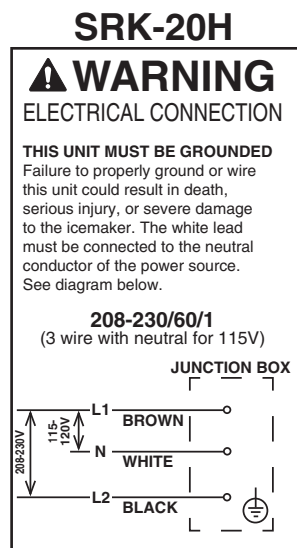 SRK-20H
WARNING
ELECTRICAL CONNECTION
THIS UNIT MUST BE GROUNDED
Failure to properly ground or wire
this unit could result in death,
serious injury, or severe damage
to the icemaker. The white lead
must be connected to the neutral
conductor of the power source.
See diagram below.
208-230/60/1
(3 wire with neutral for 115V)
JUNCTION BOX
L1
BROWN
208-230V
115-
120V
N
WHITE
L2
BLACK